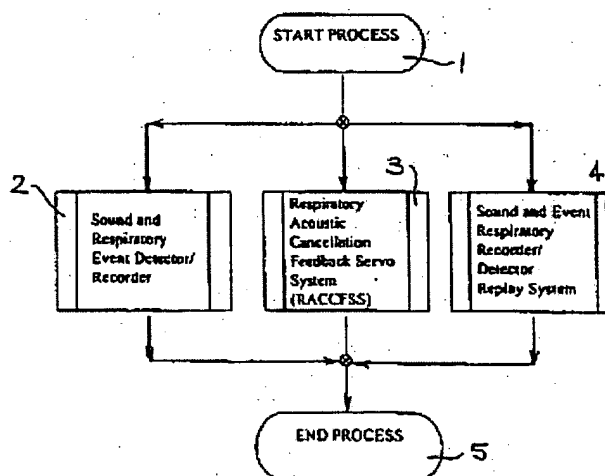 START PROCESS
1
2
Sound and
Respiratory
Event Detector/
Recorder
3
Respiratory
Acoustic
Cancellation
Feedback Servo
System
(RACCFSS)
4
Sound and Event
Respiratory
Recorder/
Detector
Replay System
END PROCESS
5